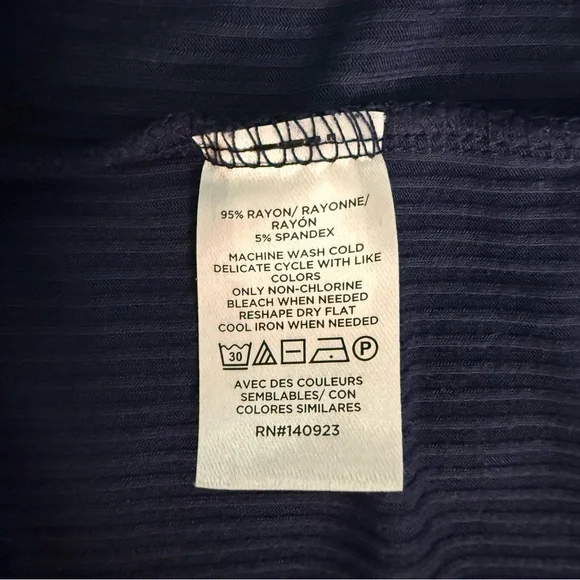 95% RAYON/ RAYONNE/
RAYÓN
5% SPANDEX
MACHINE WASH COLD
DELICATE CYCLE WITH LIKE
COLORS
ONLY NON-CHLORINE
BLEACH WHEN NEEDED
RESHAPE DRY FLAT
COOL IRON WHEN NEEDED
30 P
AVEC DES COULEURS
SEMBLABLES/ CON
COLORES SIMILARES
RN#140923